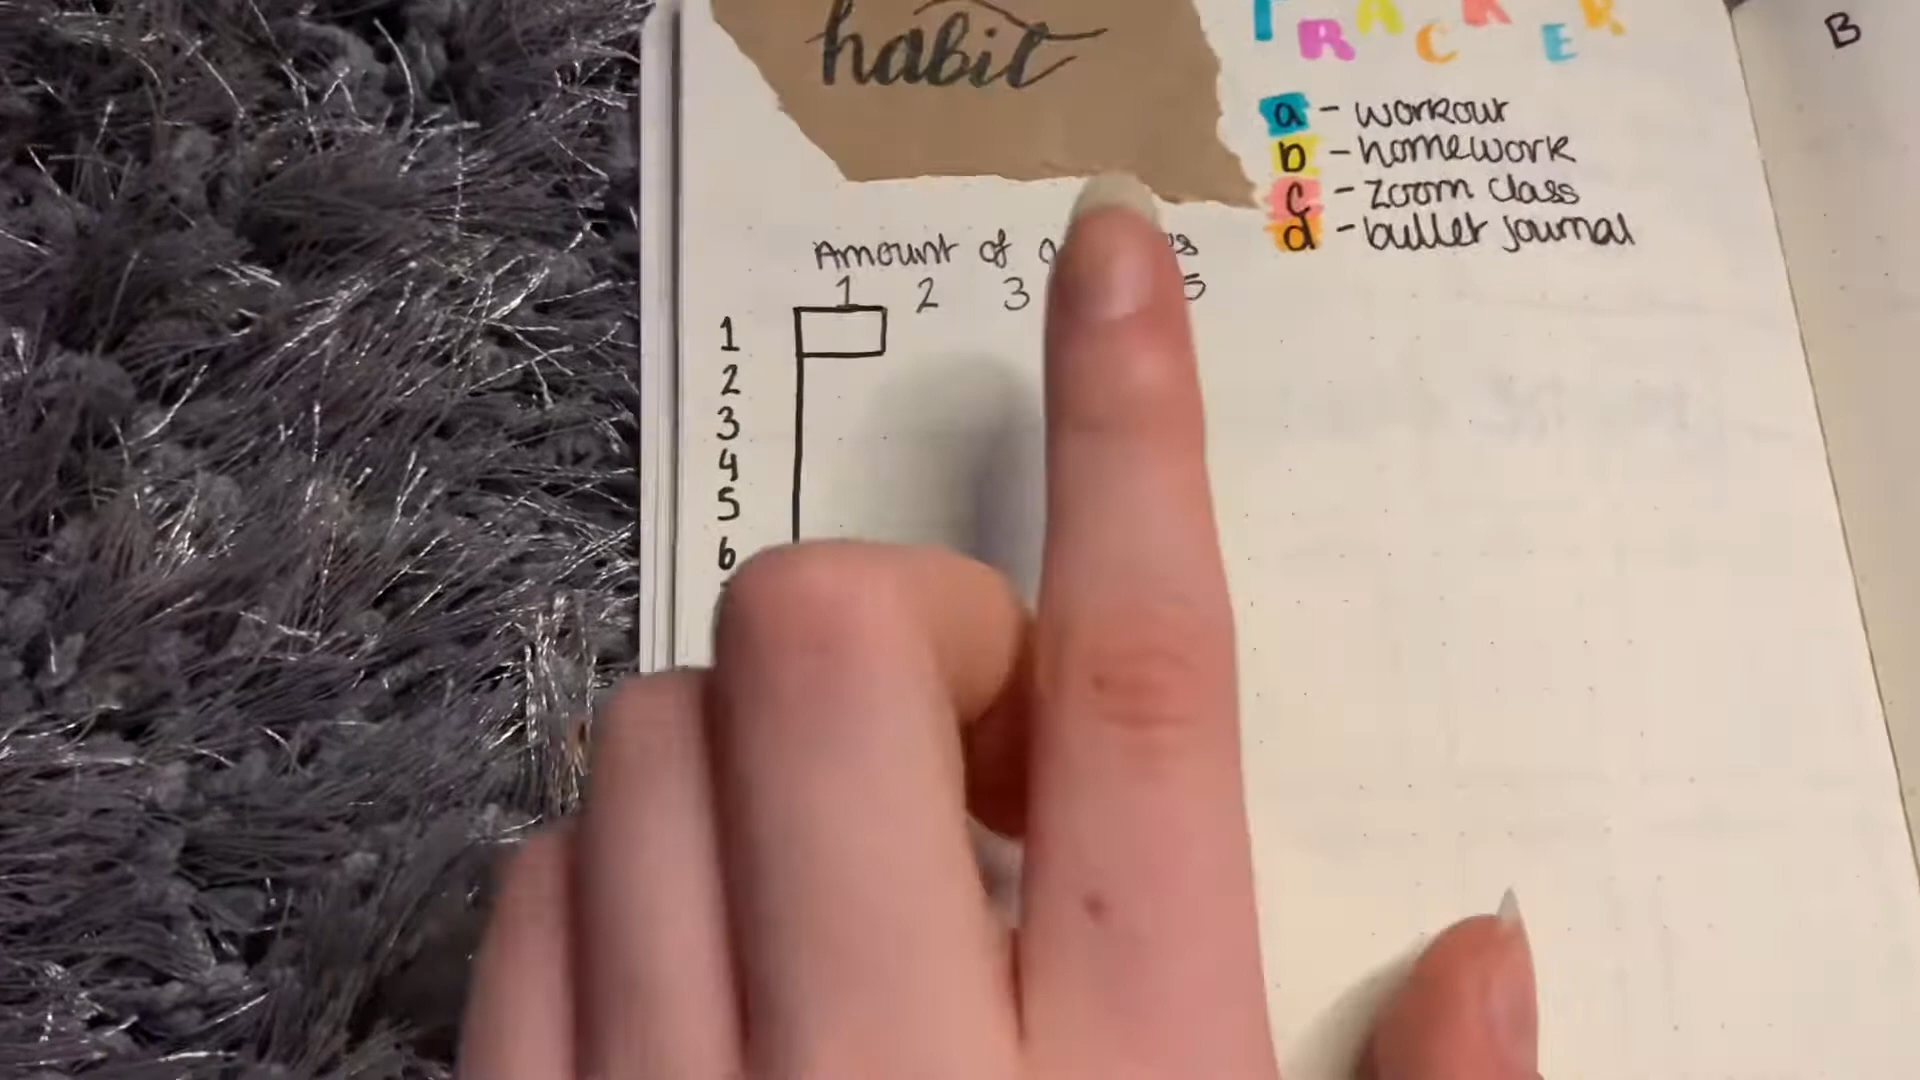 habit
TRACKER
B
a - workout
b - homework
c - Zoom class
d - bullet journal
Amount of
1 2 3 5
1
2
3
4
5
6